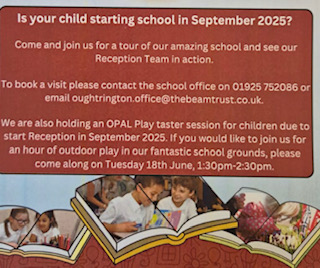 Is your child starting school in September 2025?
Come and join us for a tour of our amazing school and see our
Reception Team in action.
To book a visit please contact the school office on 01925 752086 or
email oughtrington.office@thebeamtrust.co.uk.
We are also holding an OPAL Play taster session for children due to
start Reception in September 2025. If you would like to join us for
an hour of outdoor play in our fantastic school grounds, please
come along on Tuesday 18th June, 1:30pm-2:30pm.